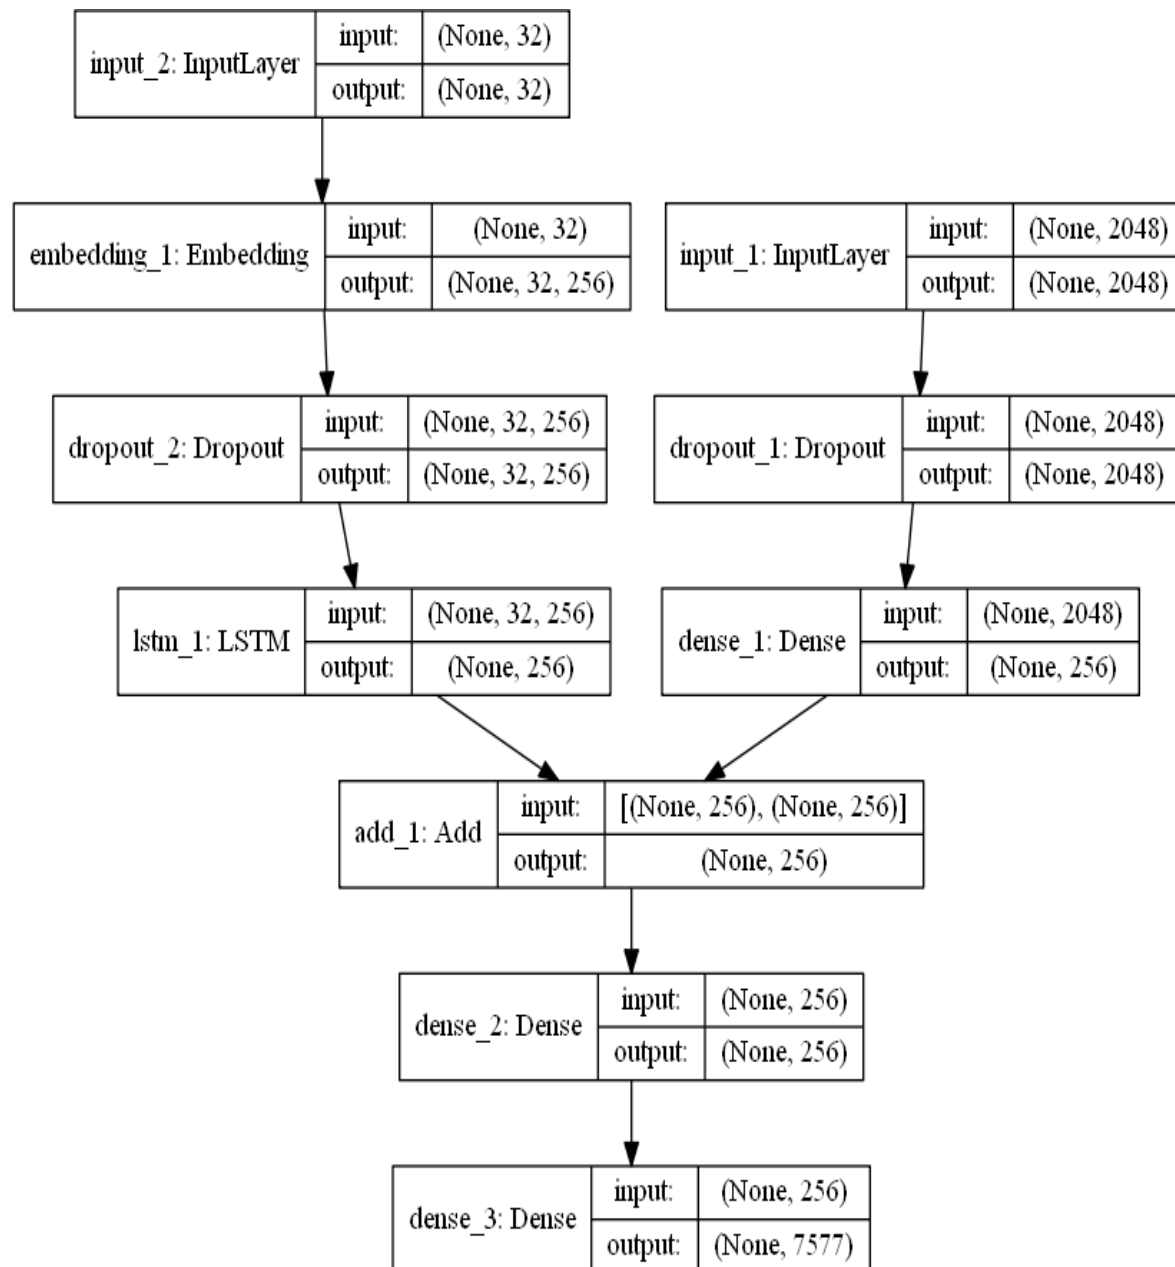 input_2: InputLayer
input: (None, 32)
output: (None, 32)
embedding_1: Embedding
input: (None, 32)
output: (None, 32, 256)
input_1: InputLayer
input: (None, 2048)
output: (None, 2048)
dropout_2: Dropout
input: (None, 32, 256)
output: (None, 32, 256)
dropout_1: Dropout
input: (None, 2048)
output: (None, 2048)
lstm_1: LSTM
input: (None, 32, 256)
output: (None, 256)
dense_1: Dense
input: (None, 2048)
output: (None, 256)
add_1: Add
input: [(None, 256), (None, 256)]
output: (None, 256)
dense_2: Dense
input: (None, 256)
output: (None, 256)
dense_3: Dense
input: (None, 256)
output: (None, 7577)